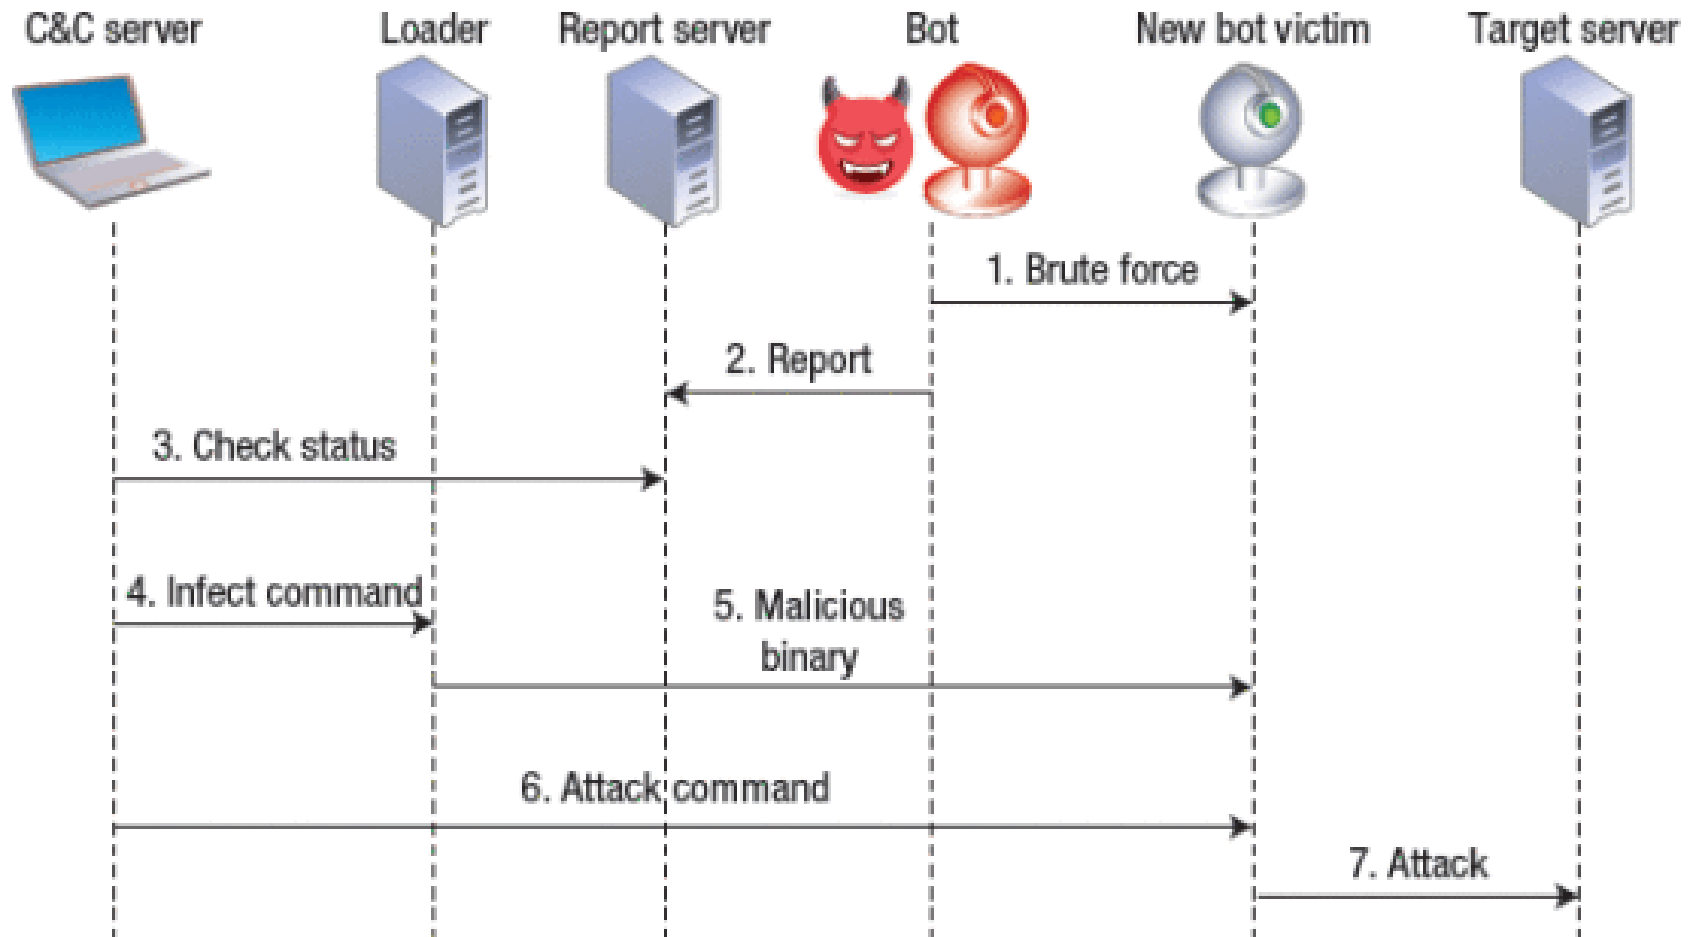 C&C server
Loader
Report server
Bot
New bot victim
Target server
1. Brute force
2. Report
3. Check status
4. Infect command
5. Malicious
binary
6. Attack command
7. Attack